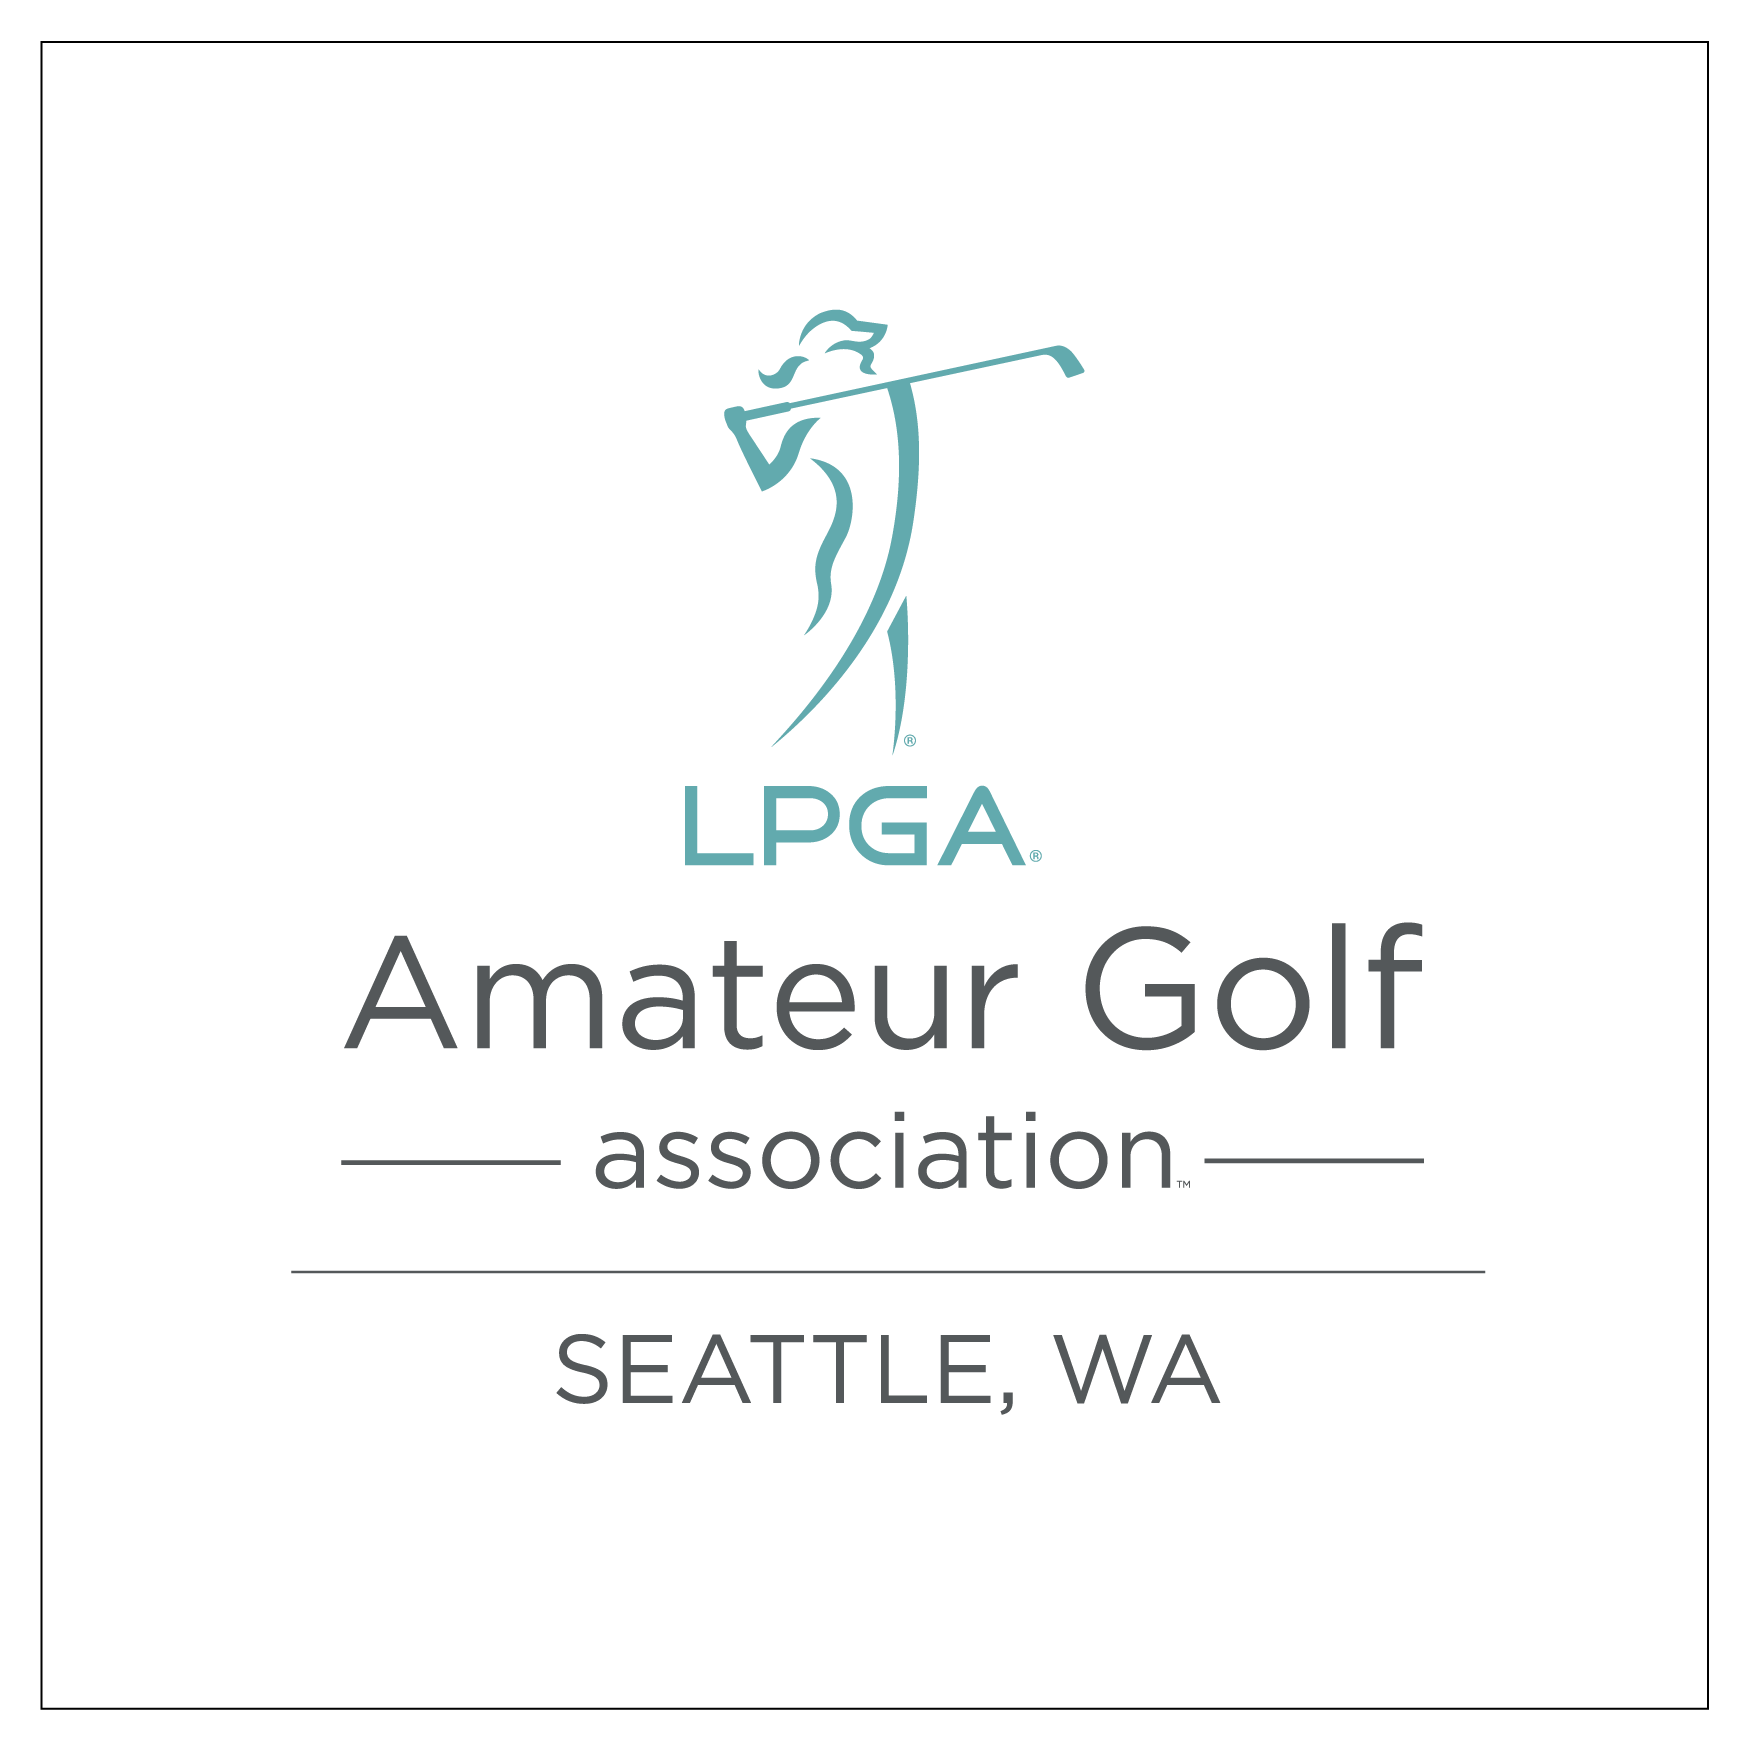 ®
LPGA®
Amateur Golf
association™
SEATTLE, WA